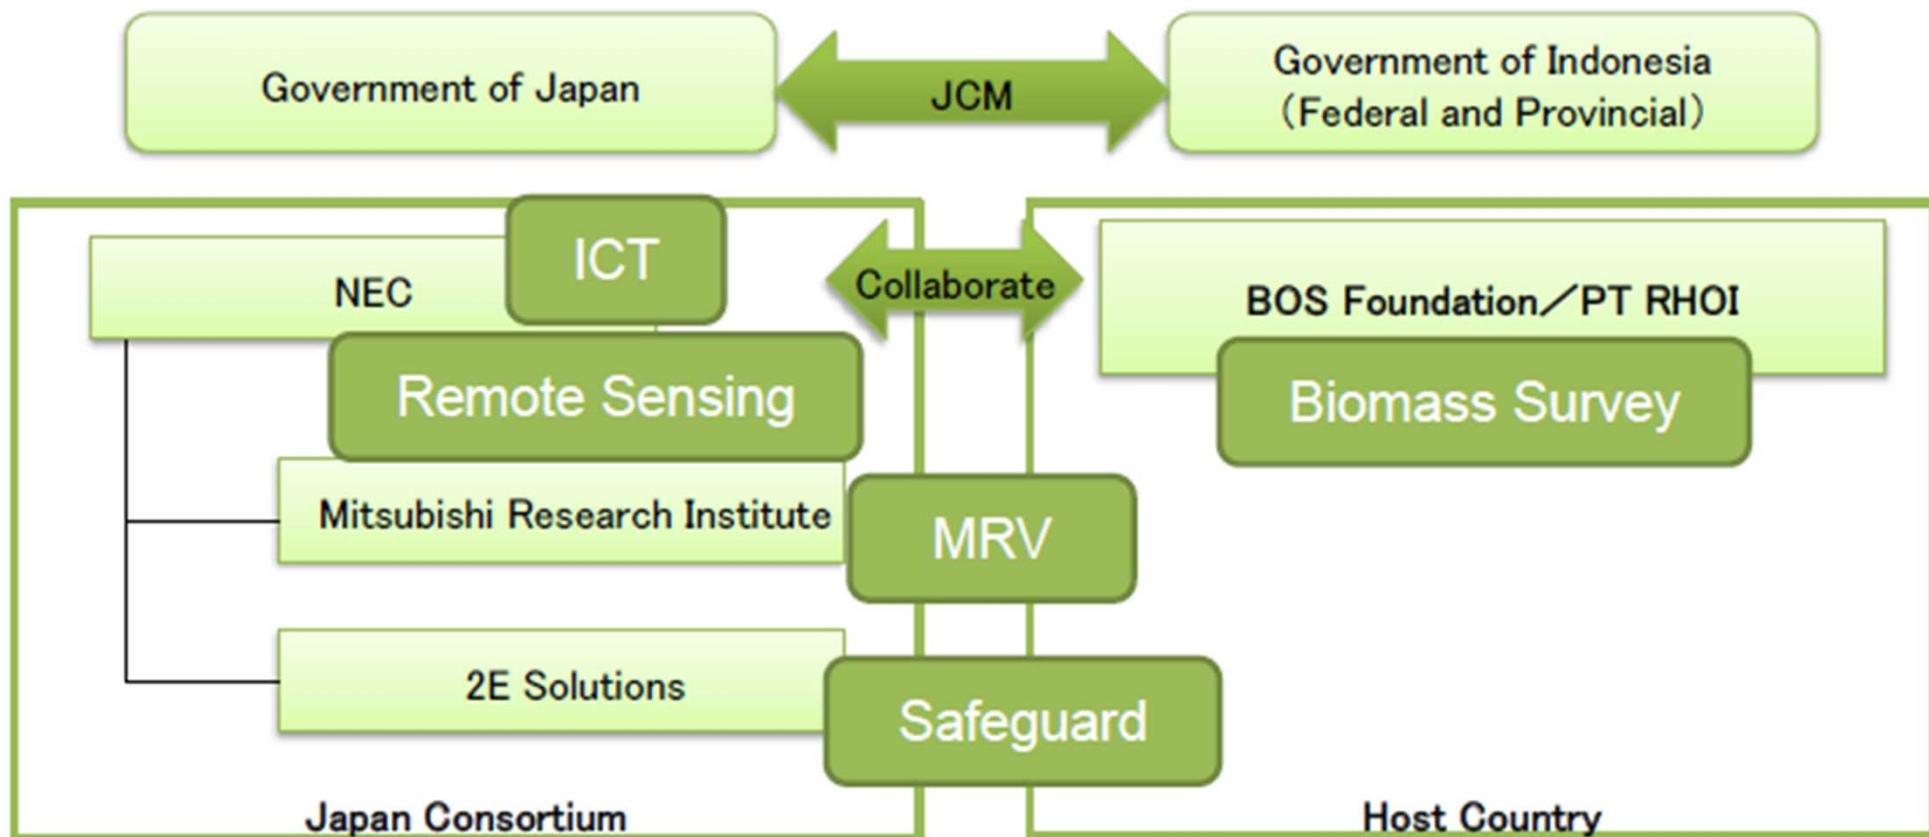 Government of Japan
JCM
Government of Indonesia
（Federal and Provincial）
ICT
NEC
Collaborate
BOS Foundation／PT RHOI
Remote Sensing
Biomass Survey
Mitsubishi Research Institute
MRV
2E Solutions
Safeguard
Japan Consortium
Host Country